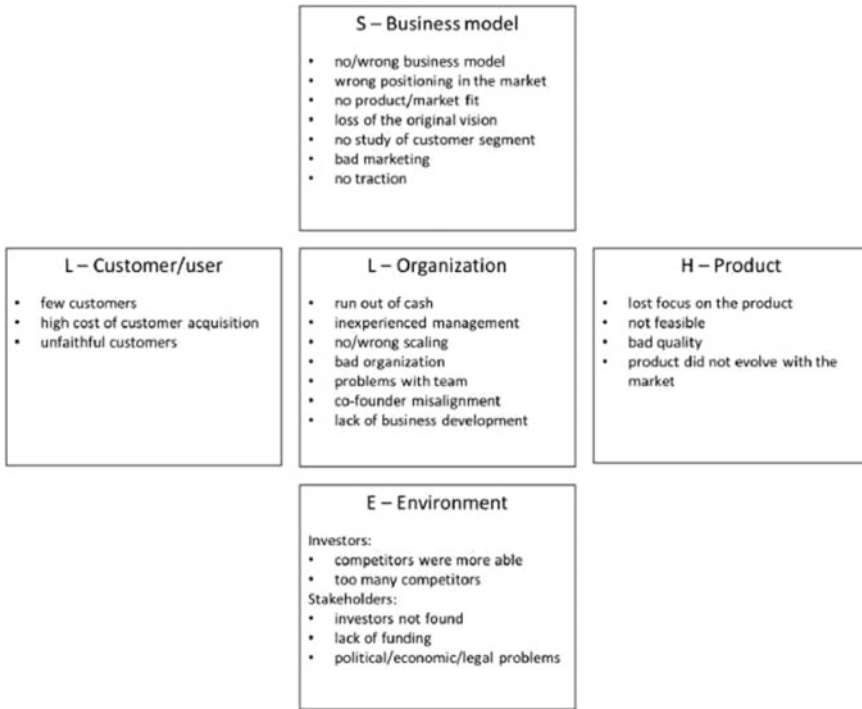 S – Business model
• no/wrong business model
• wrong positioning in the market
• no product/market fit
• loss of the original vision
• no study of customer segment
• bad marketing
• no traction
L – Customer/user
• few customers
• high cost of customer acquisition
• unfaithful customers
L – Organization
• run out of cash
• inexperienced management
• no/wrong scaling
• bad organization
• problems with team
• co-founder misalignment
• lack of business development
H – Product
• lost focus on the product
• not feasible
• bad quality
• product did not evolve with the
market
E – Environment
Investors:
• competitors were more able
• too many competitors
Stakeholders:
• investors not found
• lack of funding
• political/economic/legal problems